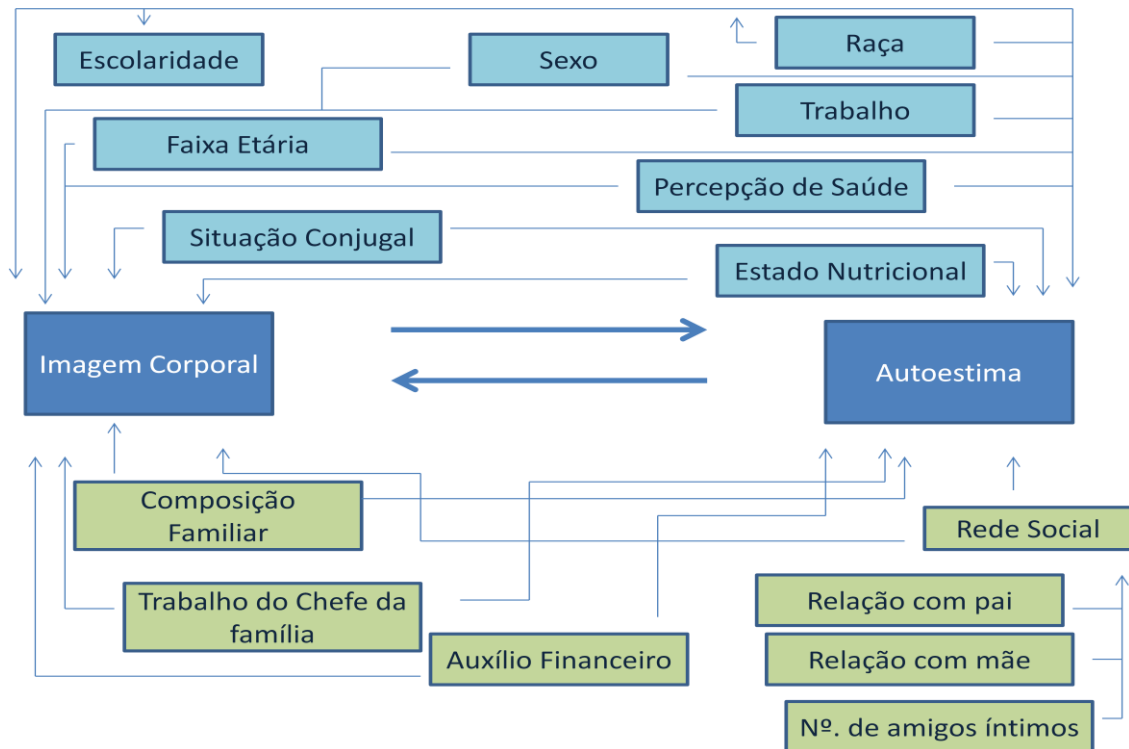 Escolaridade
Sexo
Raça
Trabalho
Faixa Etária
Percepção de Saúde
Situação Conjugal
Estado Nutricional
Imagem Corporal
Autoestima
Composição
Familiar
Rede Social
Trabalho do Chefe da
família
Relação com pai
Auxílio Financeiro
Relação com mãe
Nº. de amigos íntimos